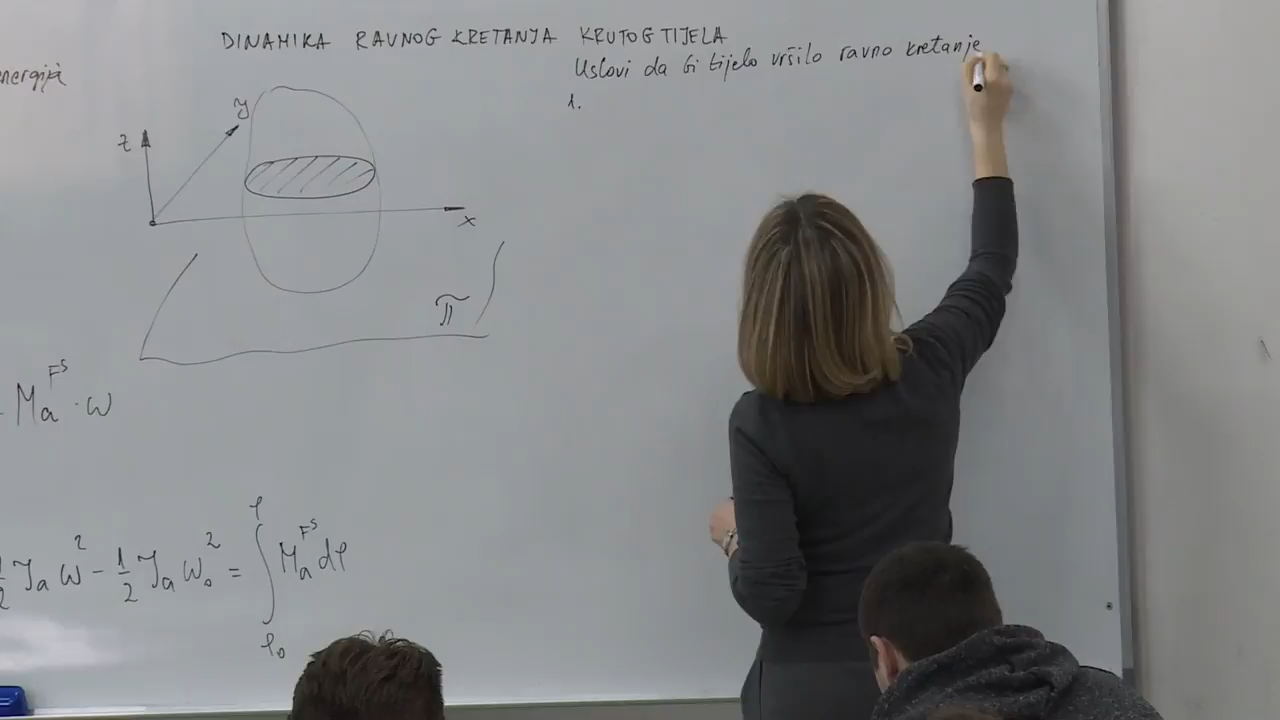 DINAMIKA RAVNOG KRETANJA KRUTOG TIJELA
Uslovi da bi tijelo vršilo ravno kretanje
1.
nergija
z
y
x
π
Mₐ^Fˢ · ω
½ Jₐ ω² - ½ Jₐ ω₀² = ∫_φ₀^φ Mₐ^Fˢ dφ